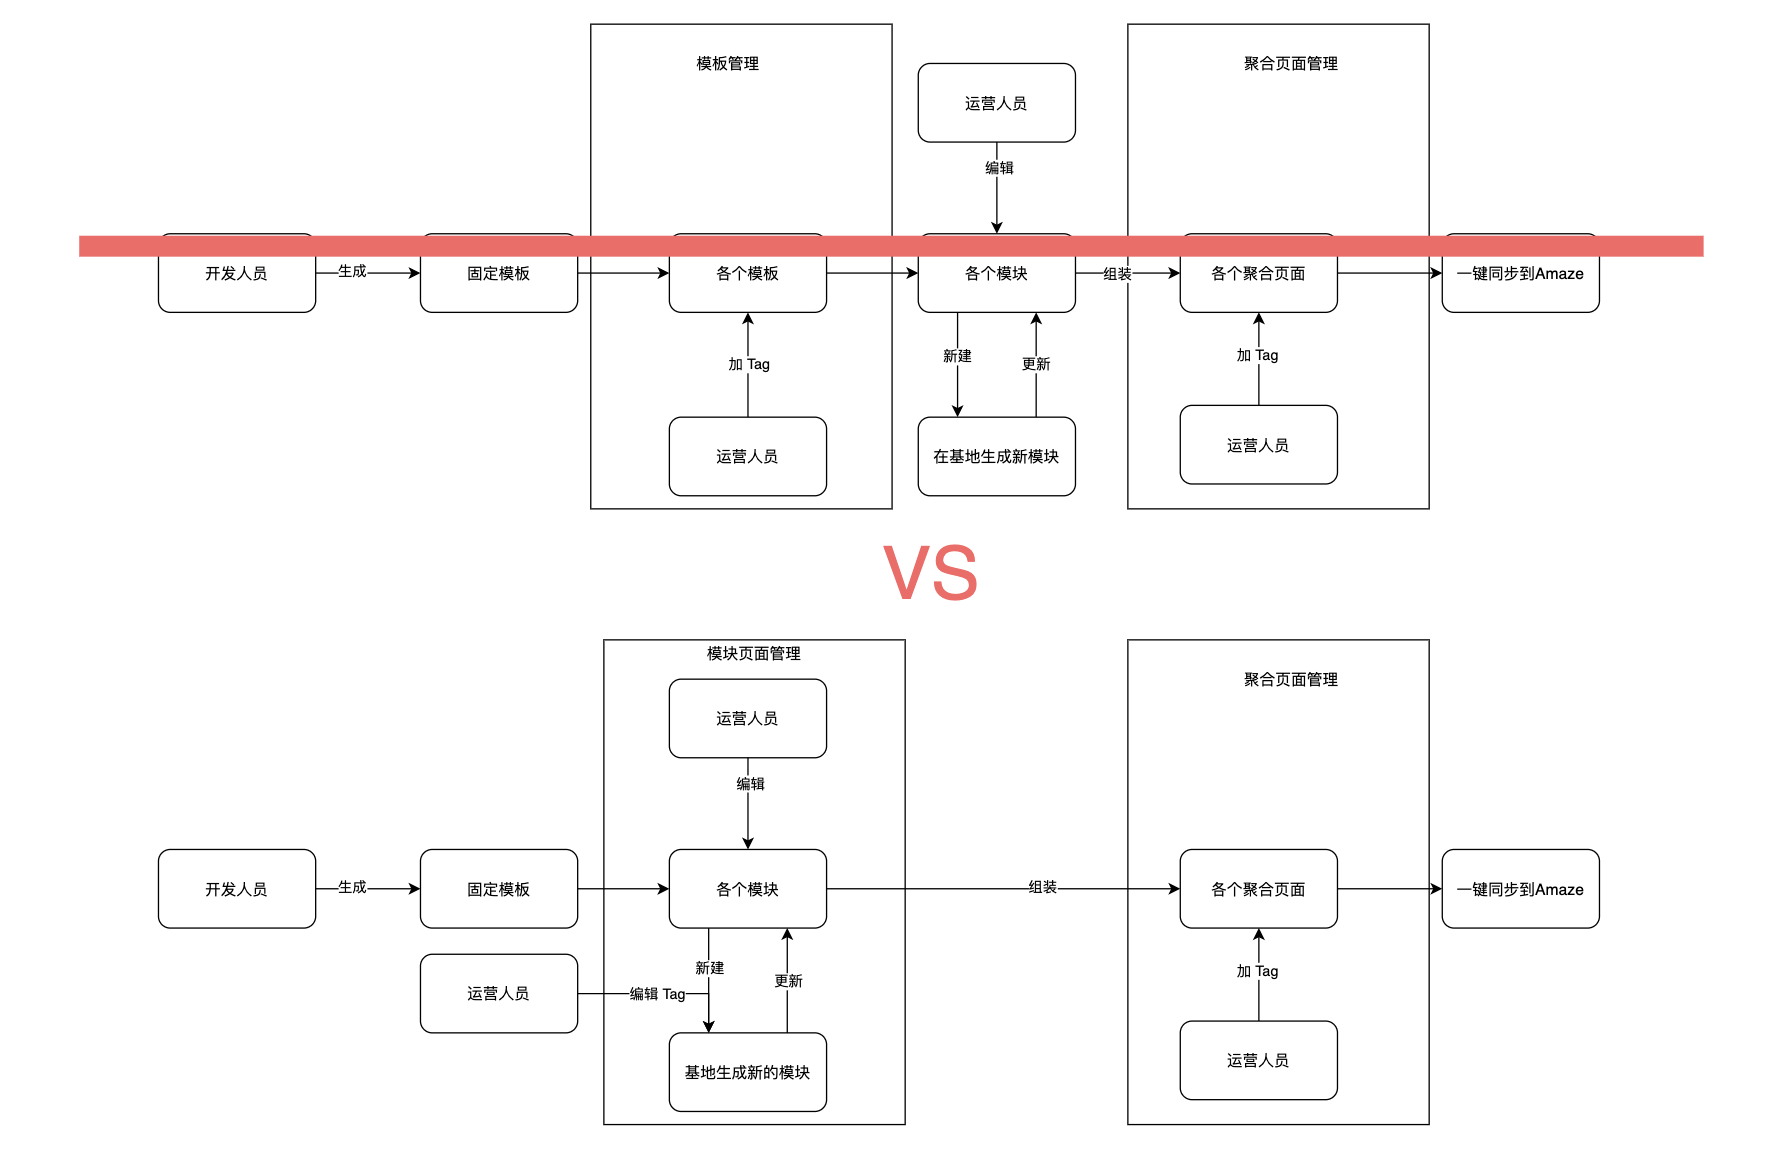 模板管理
聚合页面管理
运营人员
编辑
开发人员
生成
固定模板
各个模板
各个模块
组装
各个聚合页面
一键同步到Amaze
加 Tag
新建
更新
加 Tag
运营人员
在基地生成新模块
运营人员
VS
模块页面管理
聚合页面管理
运营人员
编辑
开发人员
生成
固定模板
各个模块
组装
各个聚合页面
一键同步到Amaze
新建
更新
加 Tag
运营人员
编辑 Tag
基地生成新的模块
运营人员